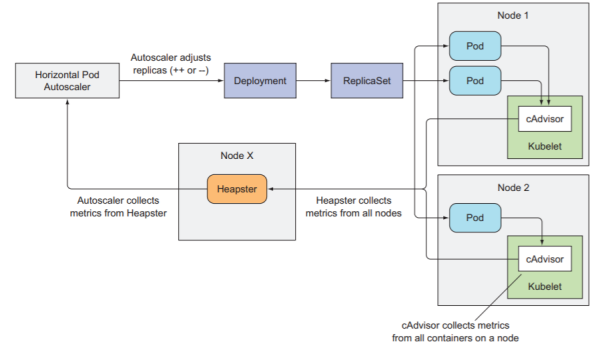 Node 1
Pod
Autoscaler adjusts
replicas (++ or –)
Horizontal Pod
Autoscaler
Deployment
ReplicaSet
Pod
cAdvisor
Kubelet
Node X
Heapster
Autoscaler collects
metrics from Heapster
Heapster collects
metrics from all nodes
Node 2
Pod
cAdvisor
Kubelet
cAdvisor collects metrics
from all containers on a node